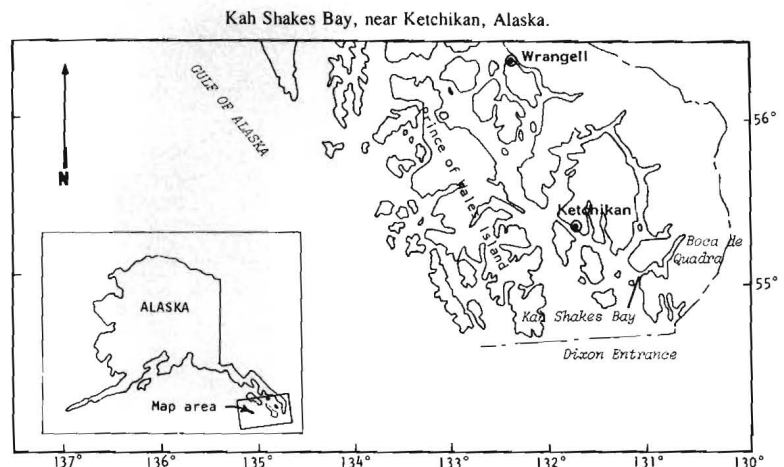 Kah Shakes Bay, near Ketchikan, Alaska.
GULF OF ALASKA
N
Wrangell
56°
Prince of Wales Island
Ketchikan
Boca de
Quadra
55°
Kah Shakes Bay
Dixon Entrance
ALASKA
Map area
137° 136° 135° 134° 133° 132° 131° 130°